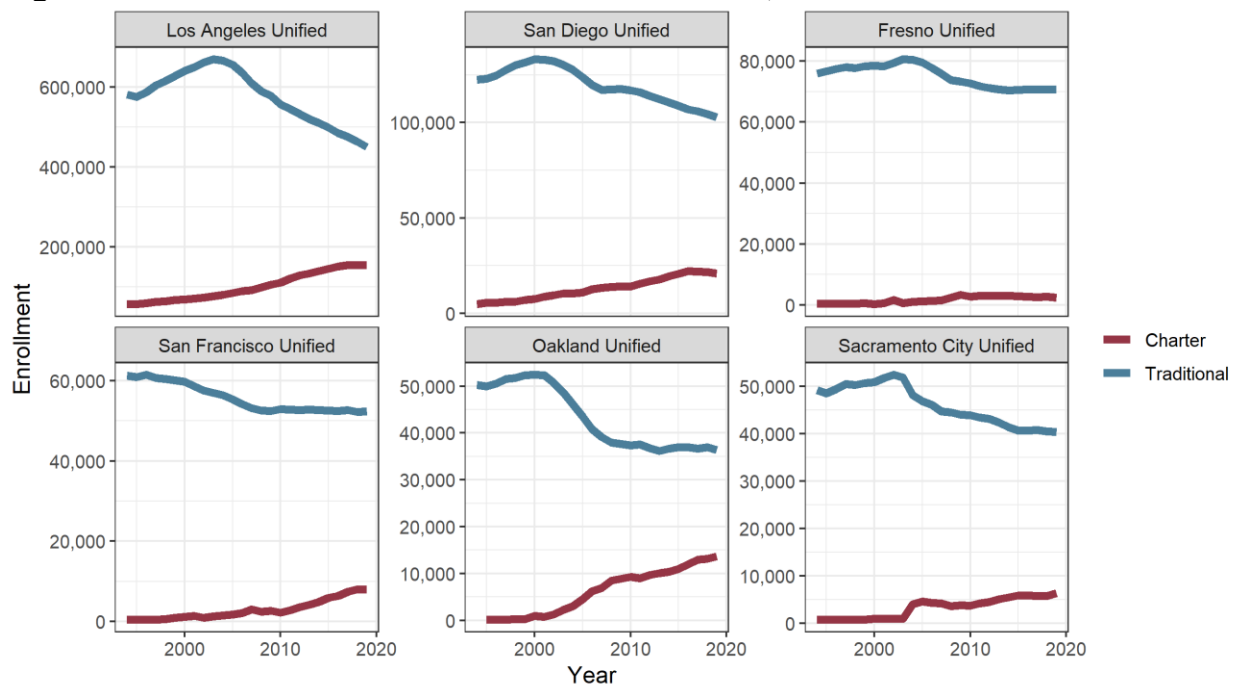 Los Angeles Unified
San Diego Unified
Fresno Unified
600,000
400,000
200,000
100,000
50,000
0
80,000
60,000
40,000
20,000
0
San Francisco Unified
Oakland Unified
Sacramento City Unified
60,000
40,000
20,000
0
50,000
40,000
30,000
20,000
10,000
0
50,000
40,000
30,000
20,000
10,000
0
2000 2010 2020
2000 2010 2020
2000 2010 2020
Enrollment
Year
Charter
Traditional